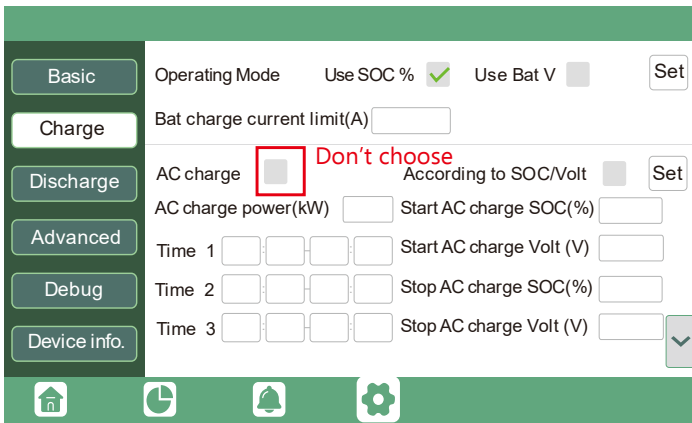 Basic
Charge
Discharge
Advanced
Debug
Device info.
Operating Mode Use SOC % Use Bat V Set
Bat charge current limit(A)
Don't choose
AC charge According to SOC/Volt Set
AC charge power(kW) Start AC charge SOC(%)
Time 1 : - : Start AC charge Volt (V)
Time 2 : - : Stop AC charge SOC(%)
Time 3 : - : Stop AC charge Volt (V)